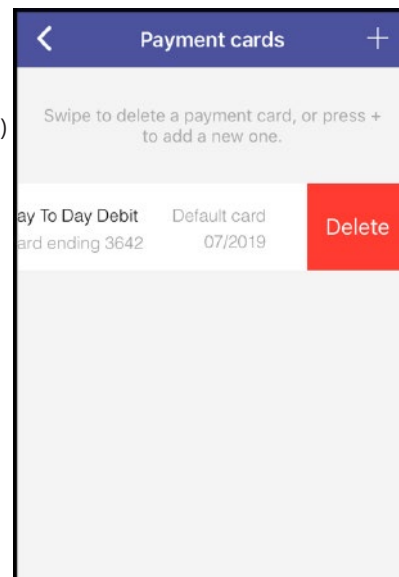 Payment cards
)
Swipe to delete a payment card, or press +
to add a new one.
ay To Day Debit Default card Delete
ard ending 3642 07/2019